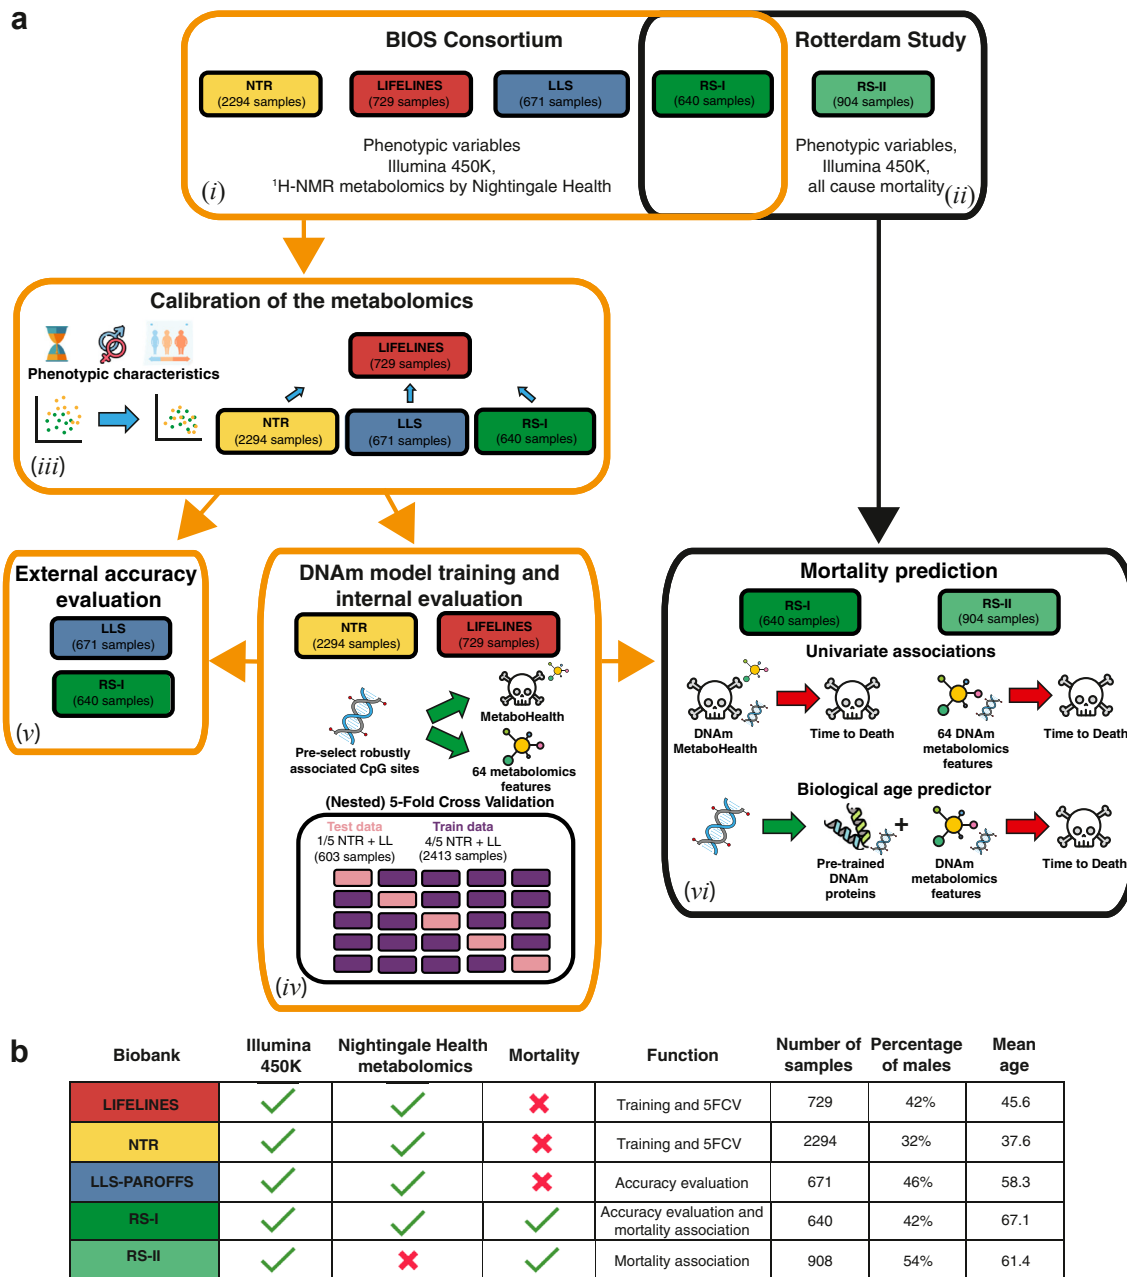 a
BIOS Consortium
Rotterdam Study
NTR
(2294 samples)
LIFELINES
(729 samples)
LLS
(671 samples)
RS-I
(640 samples)
RS-II
(904 samples)
Phenotypic variables
Illumina 450K,
¹H-NMR metabolomics by Nightingale Health
(i)
Phenotypic variables,
Illumina 450K,
all cause mortality
(ii)
Calibration of the metabolomics
Phenotypic characteristics
LIFELINES
(729 samples)
NTR
(2294 samples)
LLS
(671 samples)
RS-I
(640 samples)
(iii)
External accuracy
evaluation
LLS
(671 samples)
RS-I
(640 samples)
(v)
DNAm model training and
internal evaluation
NTR
(2294 samples)
LIFELINES
(729 samples)
MetaboHealth
Pre-select robustly
associated CpG sites
64 metabolomics
features
(Nested) 5-Fold Cross Validation
Test data
1/5 NTR + LL
(603 samples)
Train data
4/5 NTR + LL
(2413 samples)
(iv)
Mortality prediction
RS-I
(640 samples)
RS-II
(904 samples)
Univariate associations
DNAm
MetaboHealth
Time to Death
64 DNAm
metabolomics
features
Time to Death
Biological age predictor
+
Pre-trained
DNAm
proteins
DNAm
metabolomics
features
Time to Death
(vi)
b
Biobank
Illumina
450K
Nightingale Health
metabolomics
Mortality
Function
Number of
samples
Percentage
of males
Mean
age
LIFELINES
Training and 5FCV
729
42%
45.6
NTR
Training and 5FCV
2294
32%
37.6
LLS-PAROFFS
Accuracy evaluation
671
46%
58.3
RS-I
Accuracy evaluation and
mortality association
640
42%
67.1
RS-II
Mortality association
908
54%
61.4